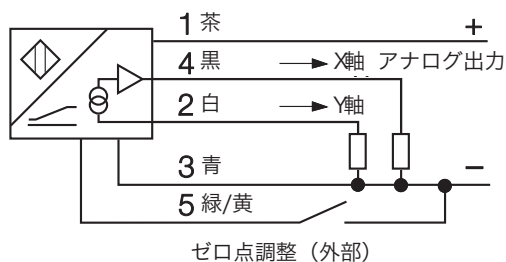 1 茶 +
4 黒 → X軸 アナログ出力
2 白 → Y軸
3 青 −
5 緑/黄
ゼロ点調整（外部）